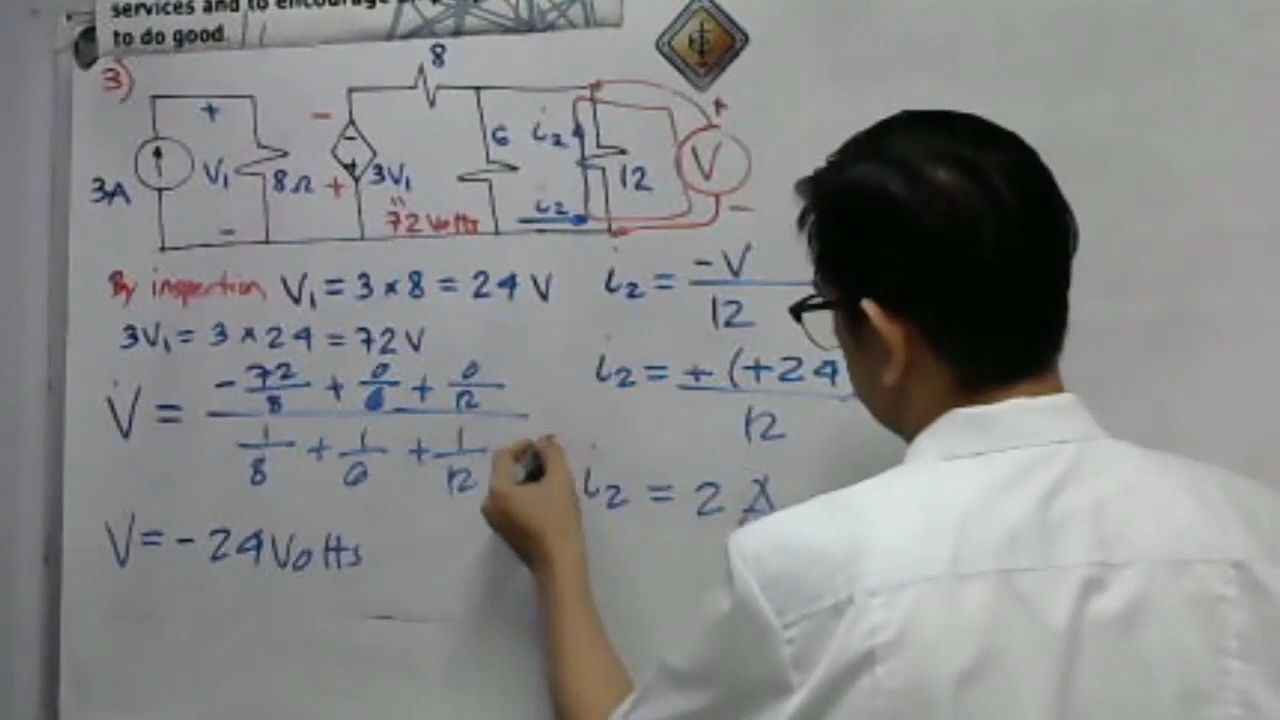 services and to encourage
to do good.
3)
8
+
-
-
6
i₂
+
3A
V₁
8Ω
+
3V₁
12
V
"
72 Volts
i₂
-
-
By inspection, V₁ = 3 × 8 = 24 V
3V₁ = 3 × 24 = 72V
V = (-72/8 + 0/6 + 0/12) / (1/8 + 1/6 + 1/12)
V = -24 Volts
i₂ = -V/12
i₂ = +(+24/12
i₂ = 2 A